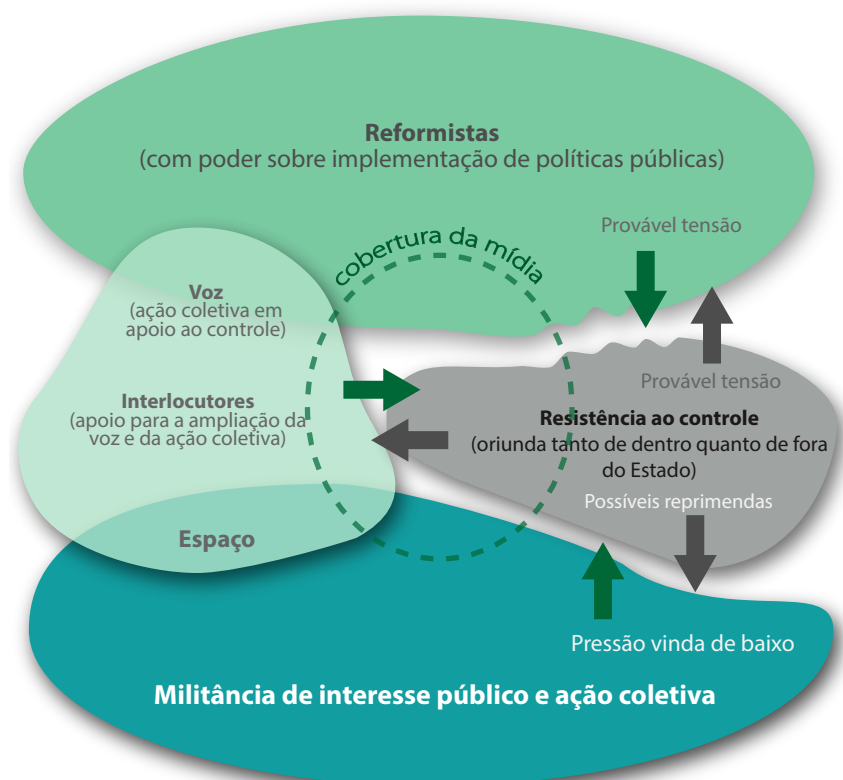 Reformistas
(com poder sobre implementação de políticas públicas)
cobertura da mídia
Provável tensão
Voz
(ação coletiva em
apoio ao controle)
Provável tensão
Interlocutores
(apoio para a ampliação da
voz e da ação coletiva)
Resistência ao controle
(oriunda tanto de dentro quanto de fora
do Estado)
Possíveis reprimendas
Espaço
Pressão vinda de baixo
Militância de interesse público e ação coletiva